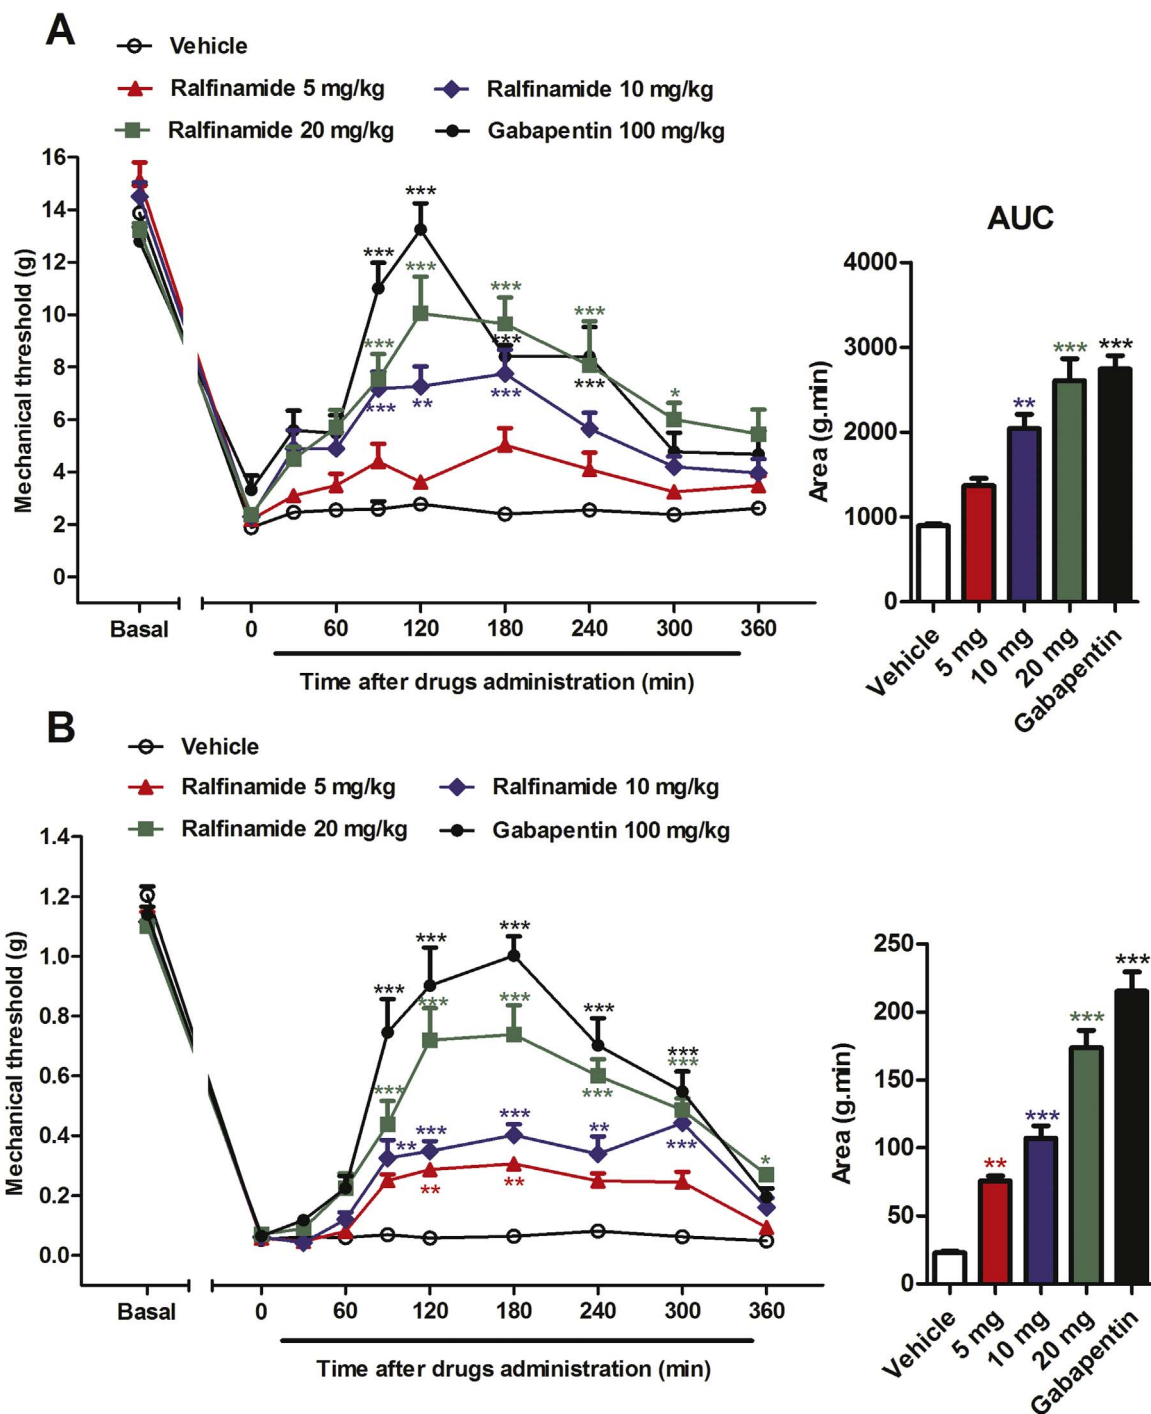 A
Vehicle
Ralfinamide 5 mg/kg
Ralfinamide 10 mg/kg
Ralfinamide 20 mg/kg
Gabapentin 100 mg/kg
Mechanical threshold (g)
16
14
12
10
8
6
4
2
0
***
***
***
***
***
***
***
***
**
***
***
*
Basal
0
60
120
180
240
300
360
Time after drugs administration (min)
AUC
Area (g.min)
4000
3000
2000
1000
0
**
***
***
Vehicle
5 mg
10 mg
20 mg
Gabapentin
B
Vehicle
Ralfinamide 5 mg/kg
Ralfinamide 10 mg/kg
Ralfinamide 20 mg/kg
Gabapentin 100 mg/kg
Mechanical threshold (g)
1.4
1.2
1.0
0.8
0.6
0.4
0.2
0.0
***
***
***
***
***
***
***
***
***
***
**
***
***
**
***
**
**
*
Basal
0
60
120
180
240
300
360
Time after drugs administration (min)
Area (g.min)
250
200
150
100
50
0
**
***
***
***
Vehicle
5 mg
10 mg
20 mg
Gabapentin